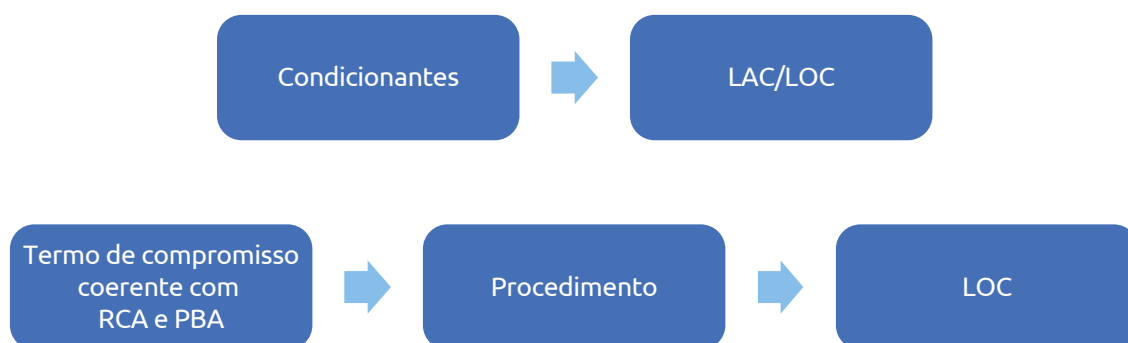 Condicionantes
LAC/LOC
Termo de compromisso
coerente com
RCA e PBA
Procedimento
LOC